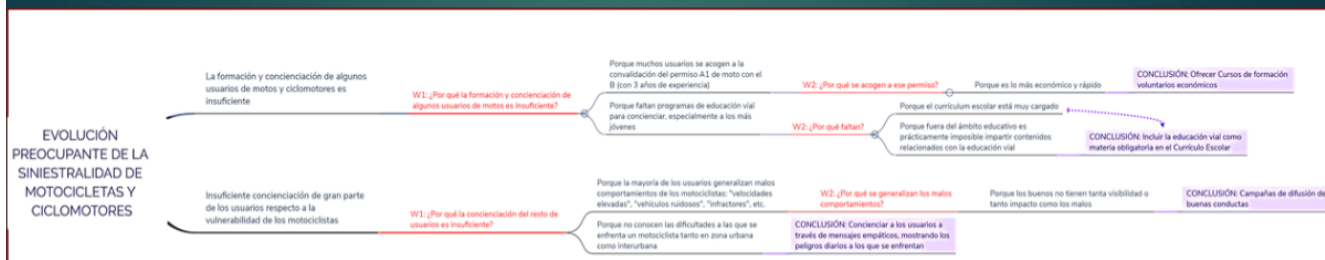 EVOLUCIÓN
PREOCUPANTE DE LA
SINIESTRALIDAD DE
MOTOCICLETAS Y
CICLOMOTORES
La formación y concienciación de algunos
usuarios de motos y ciclomotores es
insuficiente
W1: ¿Por qué la formación y concienciación de
algunos usuarios de motos es insuficiente?
Porque muchos usuarios se acogen a la
convalidación del permiso A1 de moto con el
B (con 3 años de experiencia)
W2: ¿Por qué se acogen a ese permiso?
Porque es lo más económico y rápido
CONCLUSIÓN: Ofrecer Cursos de formación
voluntarios económicos
Porque faltan programas de educación vial
para concienciar, especialmente a los más
jóvenes
W2: ¿Por qué faltan?
Porque el currículum escolar está muy cargado
Porque fuera del ámbito educativo es
prácticamente imposible impartir contenidos
relacionados con la educación vial
CONCLUSIÓN: Incluir la educación vial como
materia obligatoria en el Currículo Escolar
Insuficiente concienciación de gran parte
de los usuarios respecto a la
vulnerabilidad de los motociclistas
W1: ¿Por qué la concienciación del resto de
usuarios es insuficiente?
Porque la mayoría de los usuarios generalizan malos
comportamientos de los motociclistas: "velocidades
elevadas", "vehículos ruidosos", "infractores", etc.
W2: ¿Por qué se generalizan los malos
comportamientos?
Porque los buenos no tienen tanta visibilidad o
tanto impacto como los malos
CONCLUSIÓN: Campañas de difusión de
buenas conductas
Porque no conocen las dificultades a las que se
enfrenta un motociclista tanto en zona urbana
como interurbana
CONCLUSIÓN: Concienciar a los usuarios a
través de mensajes empáticos, mostrando los
peligros diarios a los que se enfrentan